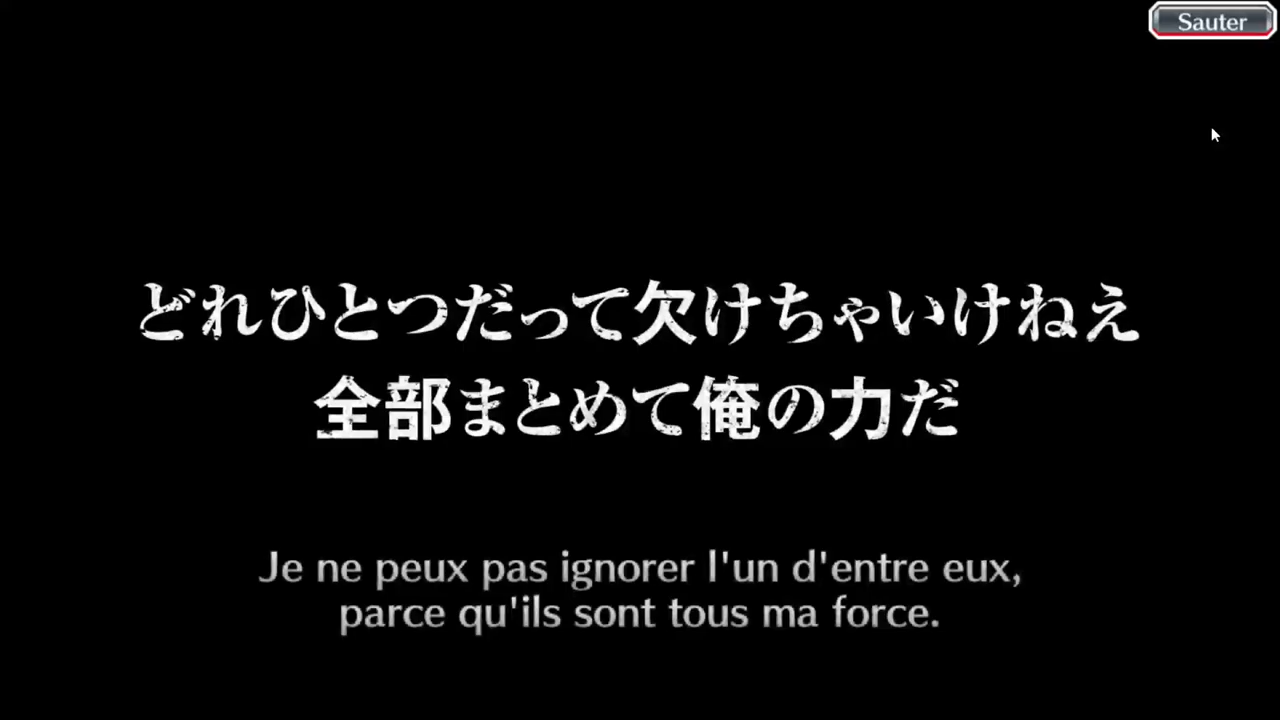 Sauter
どれひとつだって欠けちゃいけねえ
全部まとめて俺の力だ
Je ne peux pas ignorer l'un d'entre eux,
parce qu'ils sont tous ma force.